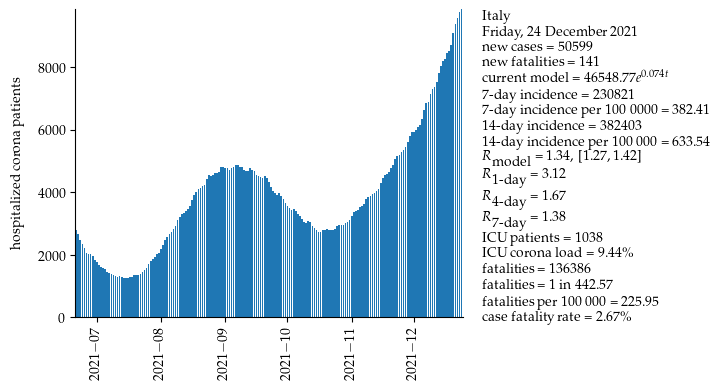 hospitalized corona patients
8000
6000
4000
2000
0
2021−07
2021−08
2021−09
2021−10
2021−11
2021−12
Italy
Friday, 24 December 2021
new cases = 50599
new fatalities = 141
current model = 46548.77e^0.074t
7-day incidence = 230821
7-day incidence per 100 0000 = 382.41
14-day incidence = 382403
14-day incidence per 100 000 = 633.54
R_model = 1.34, [1.27, 1.42]
R_1-day = 3.12
R_4-day = 1.67
R_7-day = 1.38
ICU patients = 1038
ICU corona load = 9.44%
fatalities = 136386
fatalities = 1 in 442.57
fatalities per 100 000 = 225.95
case fatality rate = 2.67%